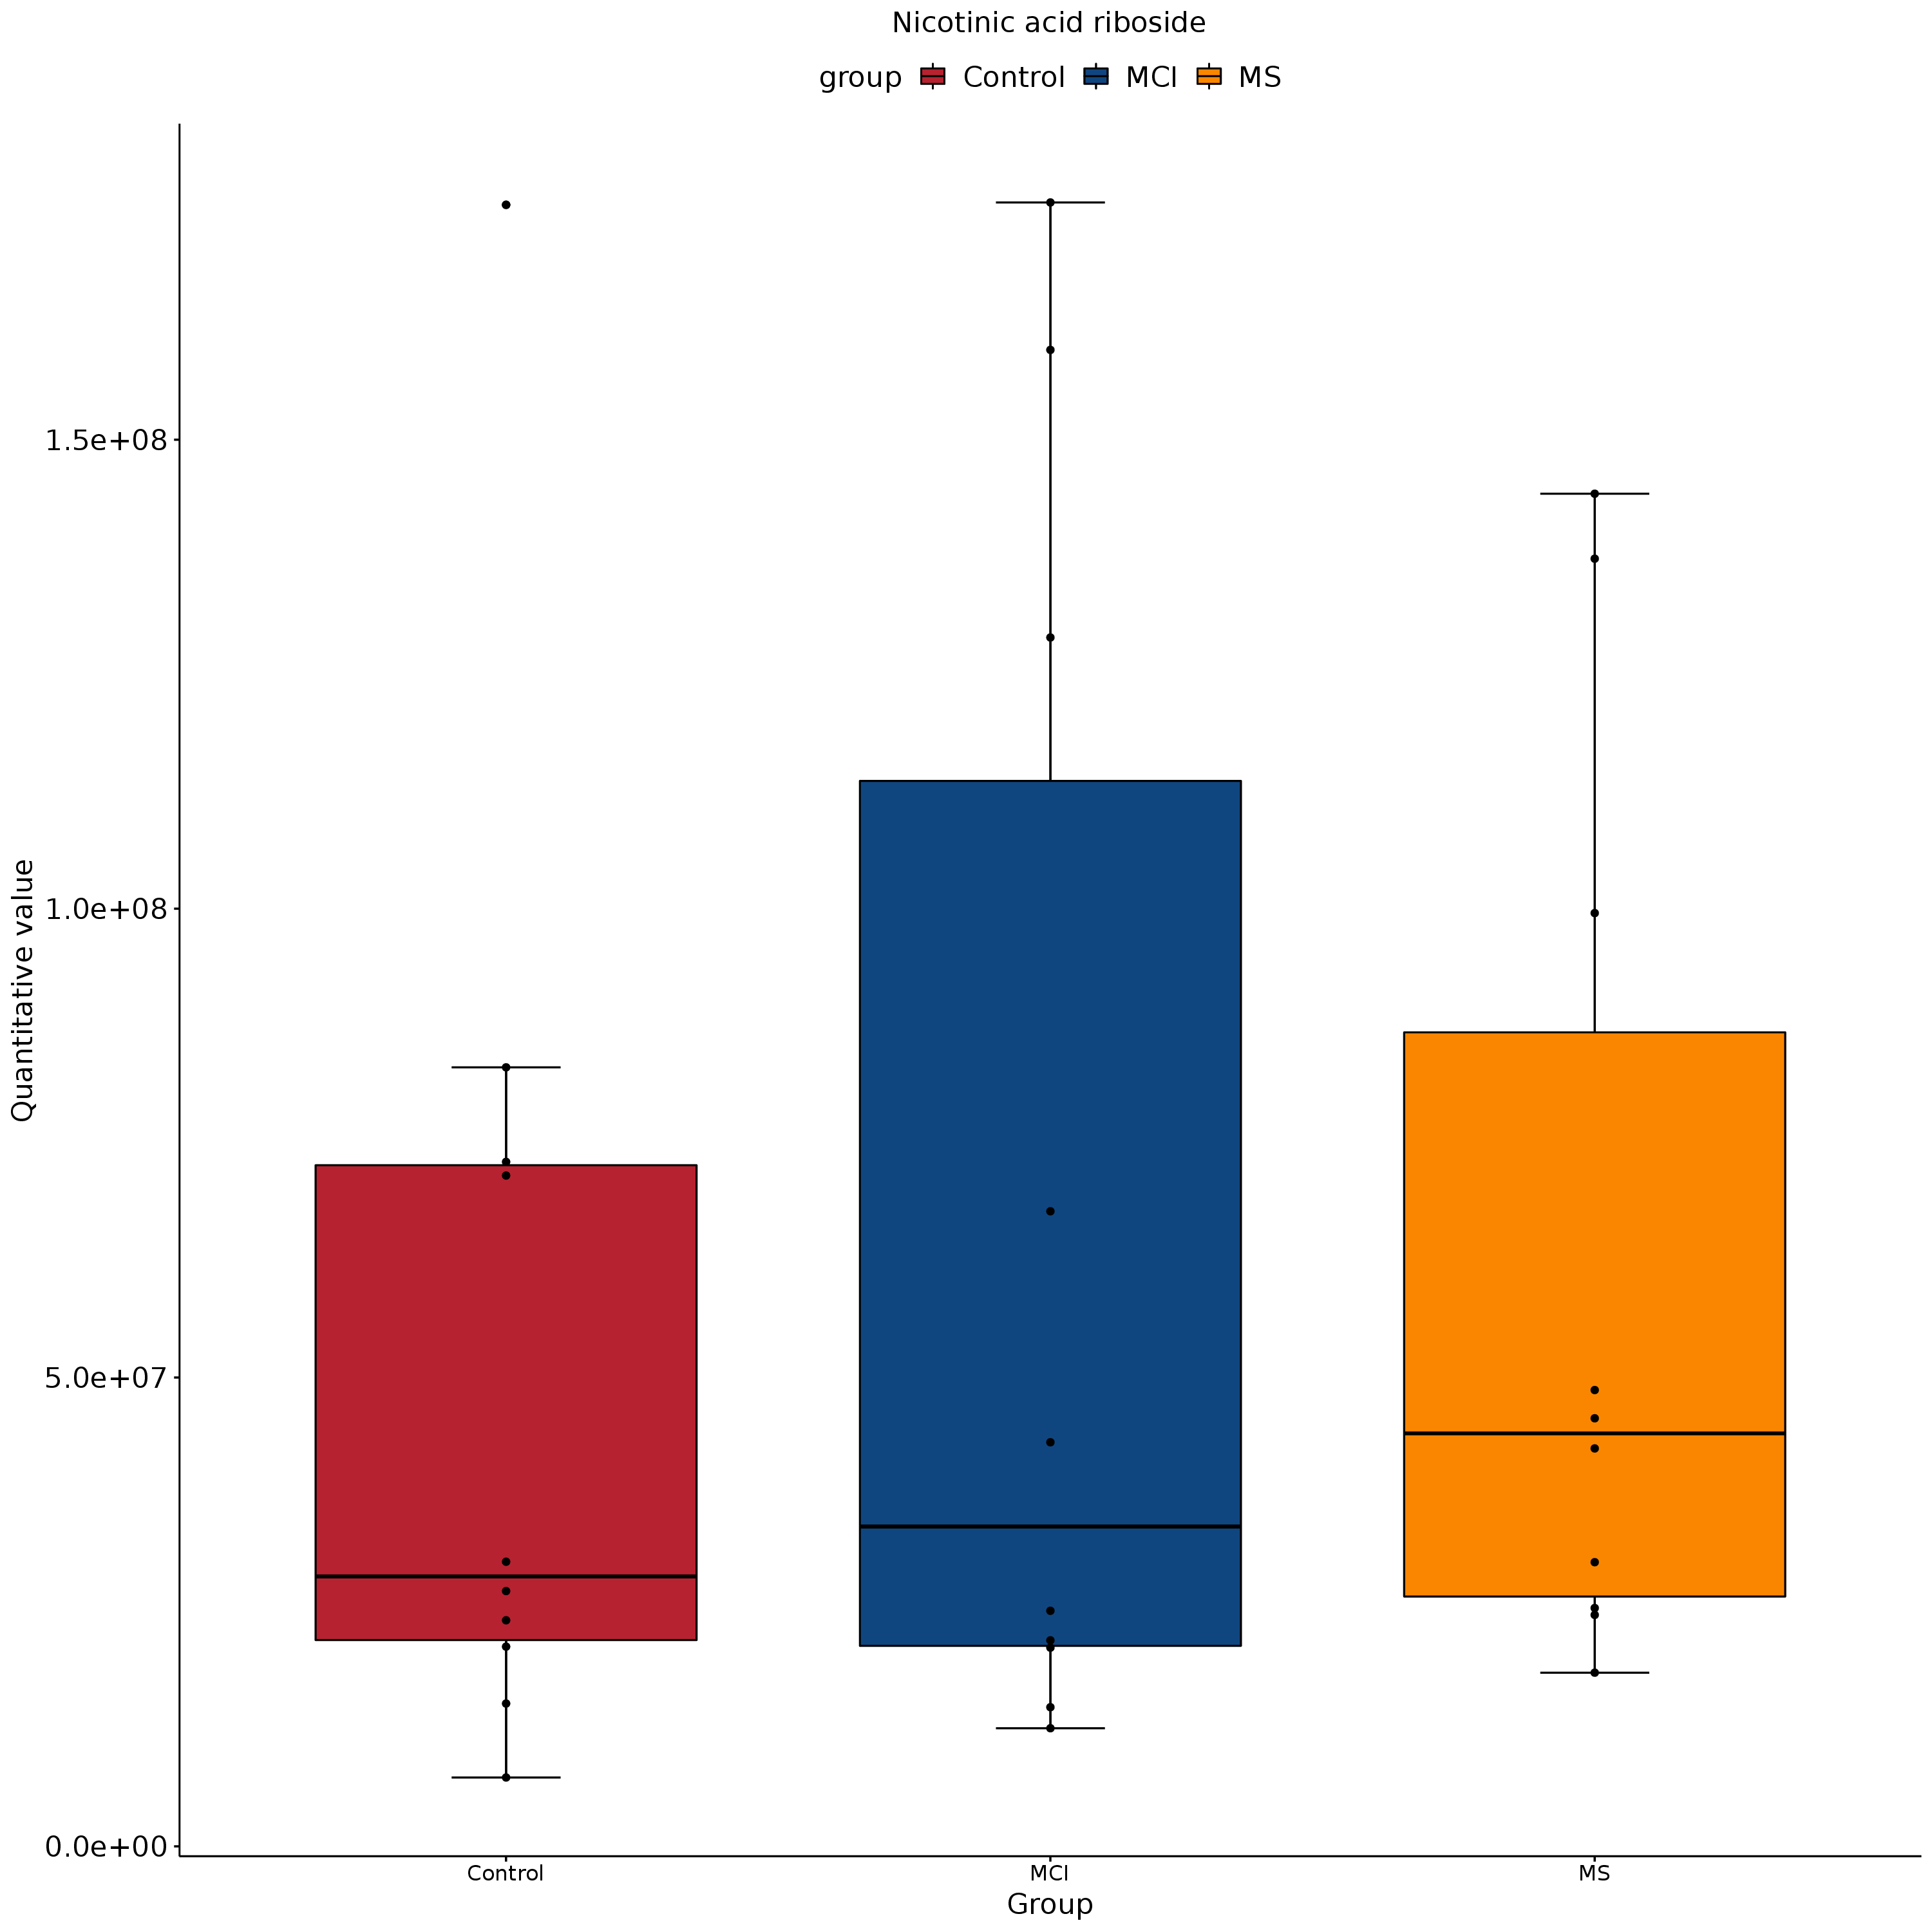 Nicotinic acid riboside
group Control MCI MS
Quantitative value
1.5e+08
1.0e+08
5.0e+07
0.0e+00
Control MCI MS
Group